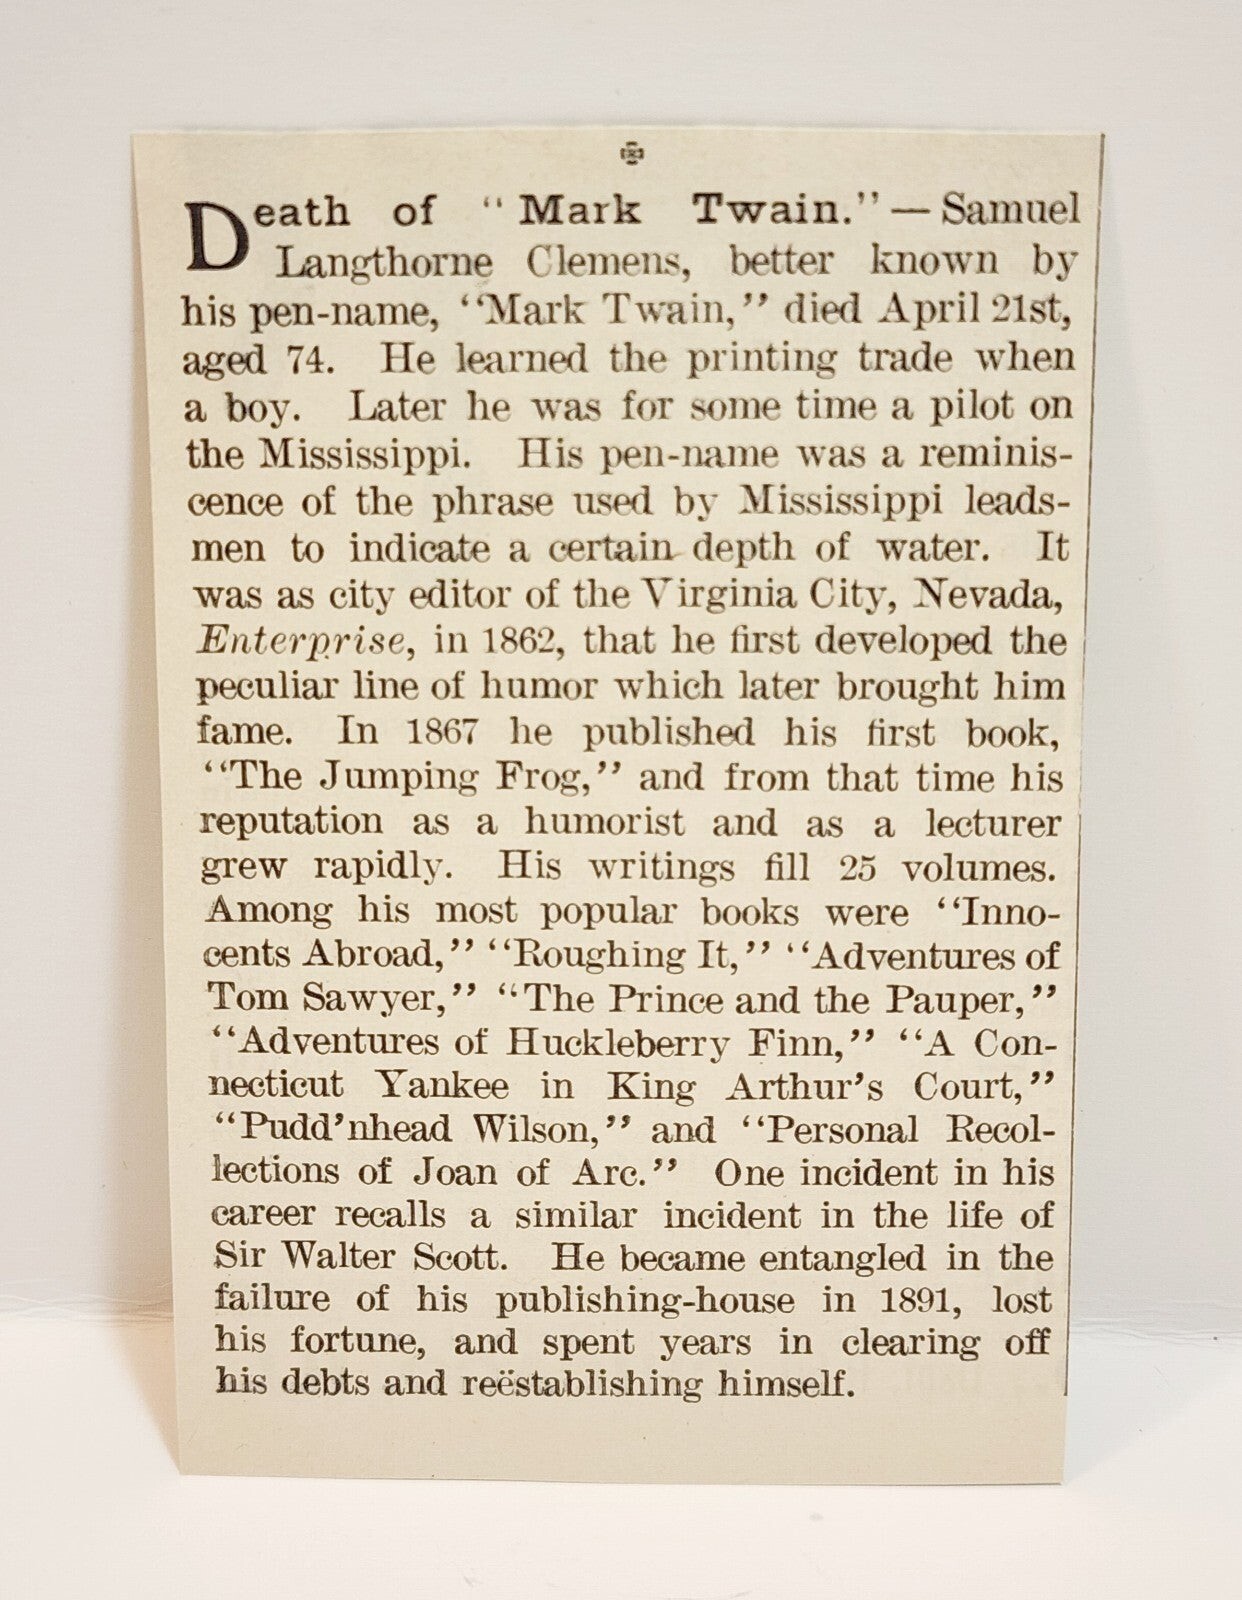 Death of "Mark Twain." — Samuel
Langthorne Clemens, better known by
his pen-name, "Mark Twain," died April 21st,
aged 74. He learned the printing trade when
a boy. Later he was for some time a pilot on
the Mississippi. His pen-name was a reminis-
cence of the phrase used by Mississippi leads-
men to indicate a certain depth of water. It
was as city editor of the Virginia City, Nevada,
Enterprise, in 1862, that he first developed the
peculiar line of humor which later brought him
fame. In 1867 he published his first book,
"The Jumping Frog," and from that time his
reputation as a humorist and as a lecturer
grew rapidly. His writings fill 25 volumes.
Among his most popular books were "Inno-
cents Abroad," "Roughing It," "Adventures of
Tom Sawyer," "The Prince and the Pauper,"
"Adventures of Huckleberry Finn," "A Con-
necticut Yankee in King Arthur's Court,"
"Pudd'nhead Wilson," and "Personal Recol-
lections of Joan of Arc." One incident in his
career recalls a similar incident in the life of
Sir Walter Scott. He became entangled in the
failure of his publishing-house in 1891, lost
his fortune, and spent years in clearing off
his debts and reëstablishing himself.